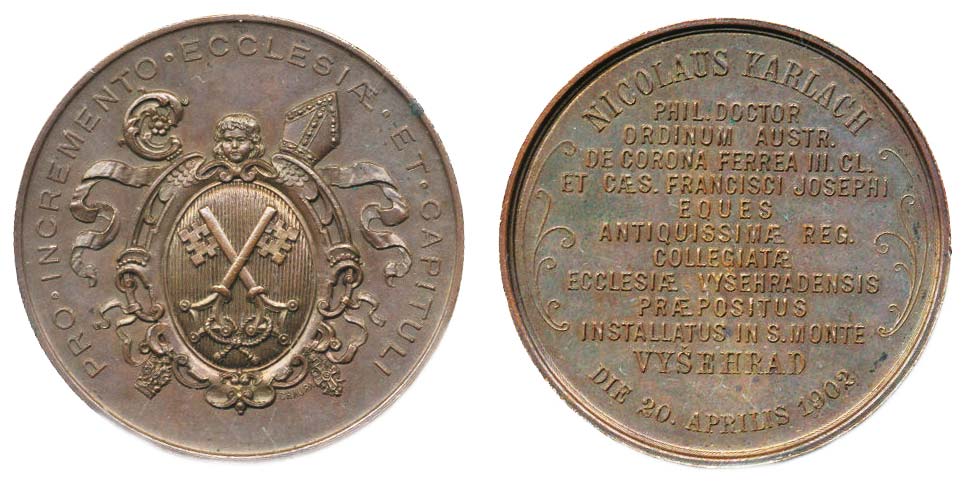 PRO · INCREMENTO · ECCLESIÆ · ET · CAPITULI
NICOLAUS KARLACH
PHIL. DOCTOR
ORDINUM AUSTR.
DE CORONA FERREA III. CL.
ET CÆS. FRANCISCI JOSEPHI
EQUES
ANTIQUISSIMÆ REG.
COLLEGIATÆ
ECCLESIÆ VYSEHRADENSIS
PRÆPOSITUS
INSTALLATUS IN S. MONTE
VYŠEHRAD
DIE 20. APRILIS 1902